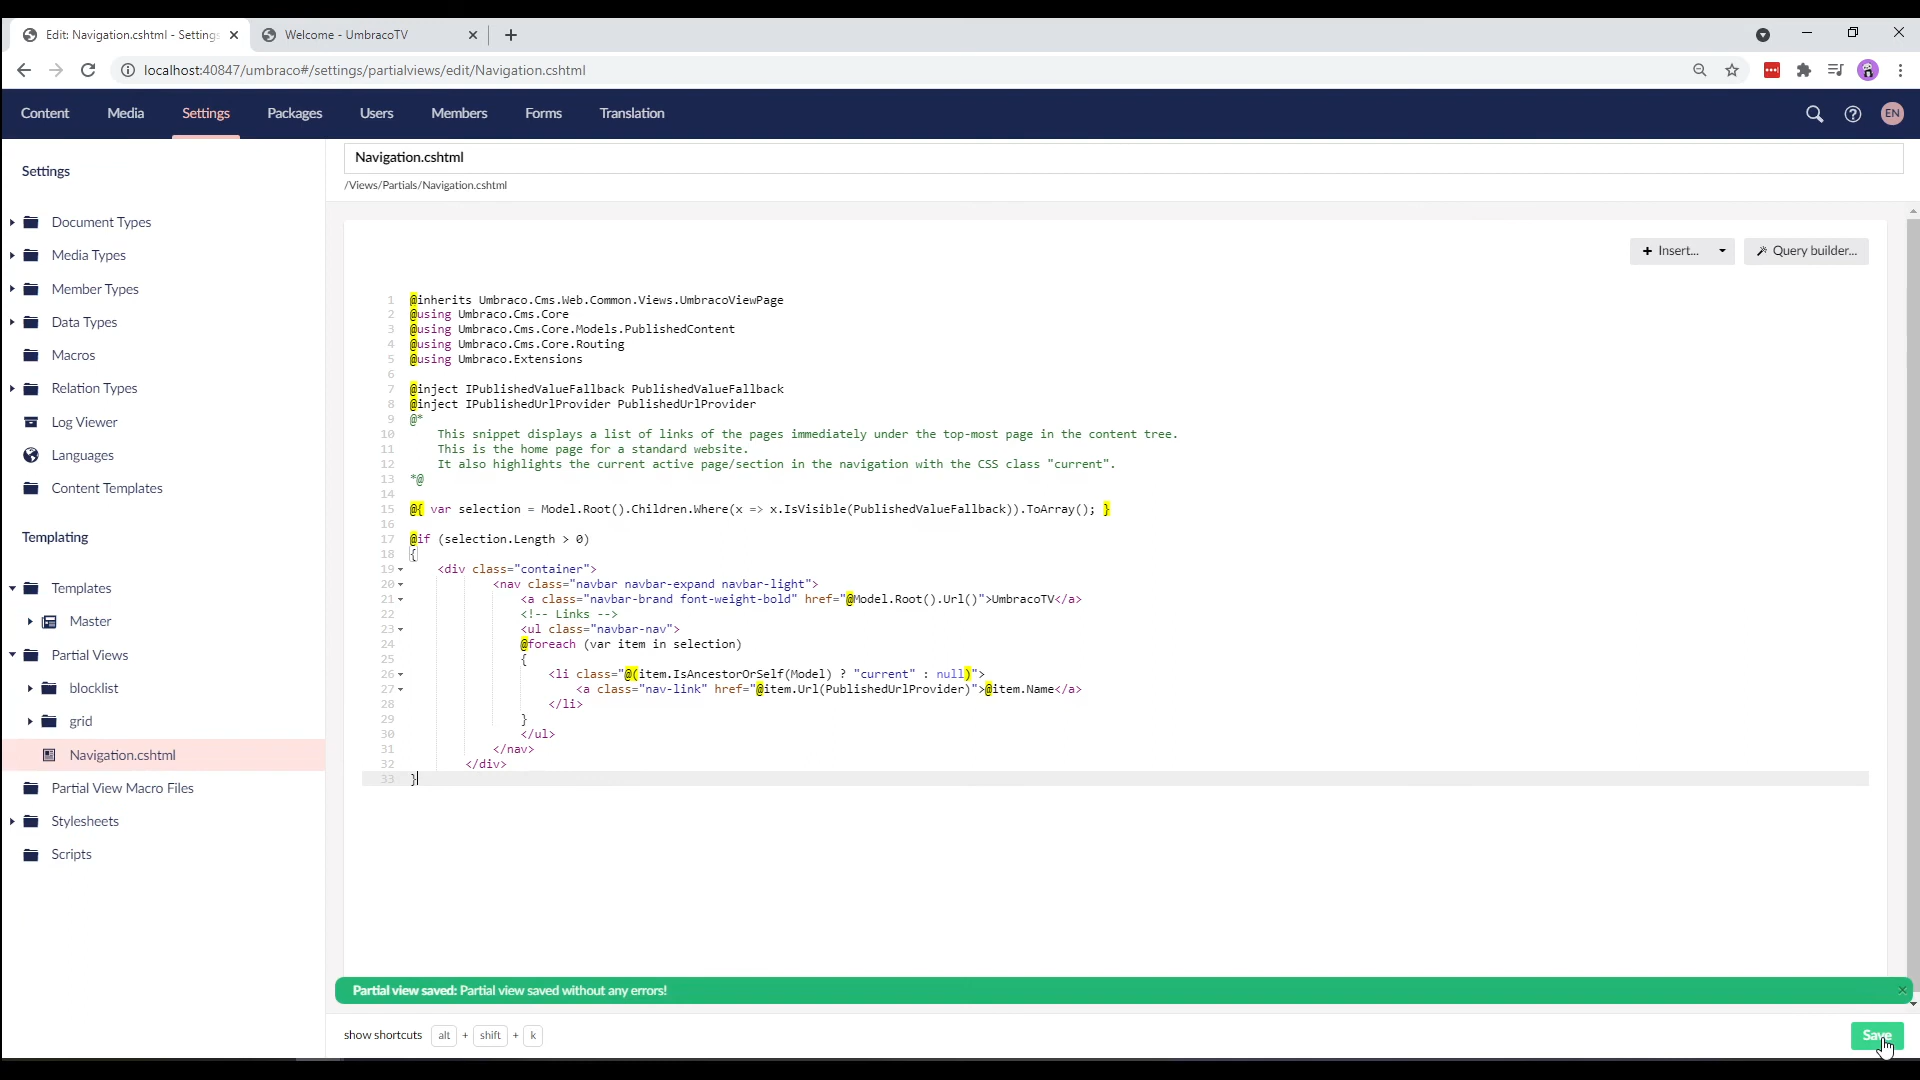 Edit: Navigation.cshtml - Settings
Welcome - UmbracoTV
localhost:40847/umbraco#/settings/partialviews/edit/Navigation.cshtml
Content Media Settings Packages Users Members Forms Translation EN
Settings
Document Types
Media Types
Member Types
Data Types
Macros
Relation Types
Log Viewer
Languages
Content Templates
Templating
Templates
Master
Partial Views
blocklist
grid
Navigation.cshtml
Partial View Macro Files
Stylesheets
Scripts
Navigation.cshtml
/Views/Partials/Navigation.cshtml
+ Insert... Query builder...
1 @inherits Umbraco.Cms.Web.Common.Views.UmbracoViewPage
2 @using Umbraco.Cms.Core
3 @using Umbraco.Cms.Core.Models.PublishedContent
4 @using Umbraco.Cms.Core.Routing
5 @using Umbraco.Extensions
6
7 @inject IPublishedValueFallback PublishedValueFallback
8 @inject IPublishedUrlProvider PublishedUrlProvider
9 @*
10 This snippet displays a list of links of the pages immediately under the top-most page in the content tree.
11 This is the home page for a standard website.
12 It also highlights the current active page/section in the navigation with the CSS class "current".
13 *@
14
15 @{ var selection = Model.Root().Children.Where(x => x.IsVisible(PublishedValueFallback)).ToArray(); }
16
17 @if (selection.Length > 0)
18 {
19 <div class="container">
20 <nav class="navbar navbar-expand navbar-light">
21 <a class="navbar-brand font-weight-bold" href="@Model.Root().Url()">UmbracoTV</a>
22 <!-- Links -->
23 <ul class="navbar-nav">
24 @foreach (var item in selection)
25 {
26 <li class="@(item.IsAncestorOrSelf(Model) ? "current" : null)">
27 <a class="nav-link" href="@item.Url(PublishedUrlProvider)">@item.Name</a>
28 </li>
29 }
30 </ul>
31 </nav>
32 </div>
33 }
Partial view saved: Partial view saved without any errors!
show shortcuts alt + shift + k
Save